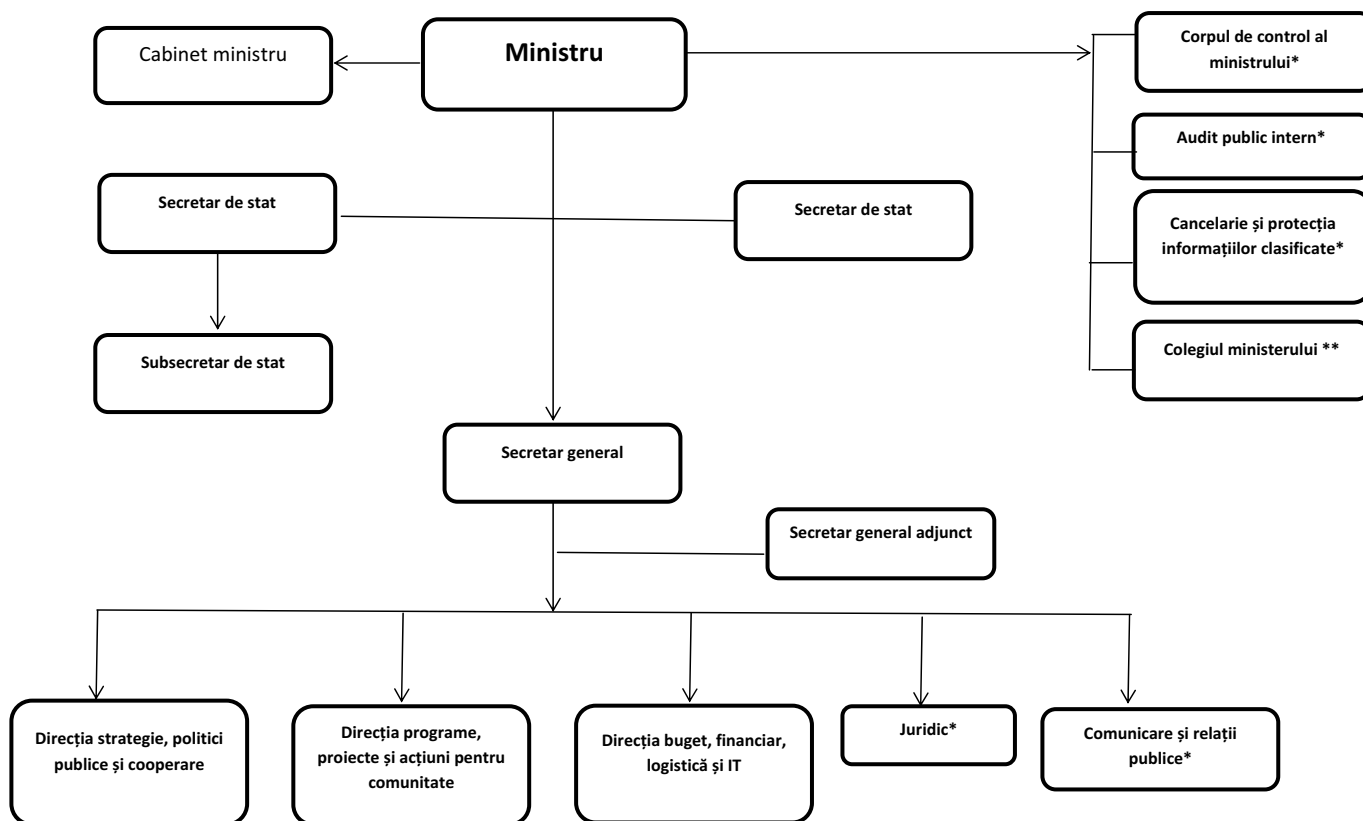 Cabinet ministru
Ministru
Corpul de control al
ministrului*
Audit public intern*
Cancelarie și protecția
informațiilor clasificate*
Colegiul ministerului **
Secretar de stat
Secretar de stat
Subsecretar de stat
Secretar general
Secretar general adjunct
Direcția strategie, politici
publice și cooperare
Direcția programe,
proiecte și acțiuni pentru
comunitate
Direcția buget, financiar,
logistică și IT
Juridic*
Comunicare și relații
publice*